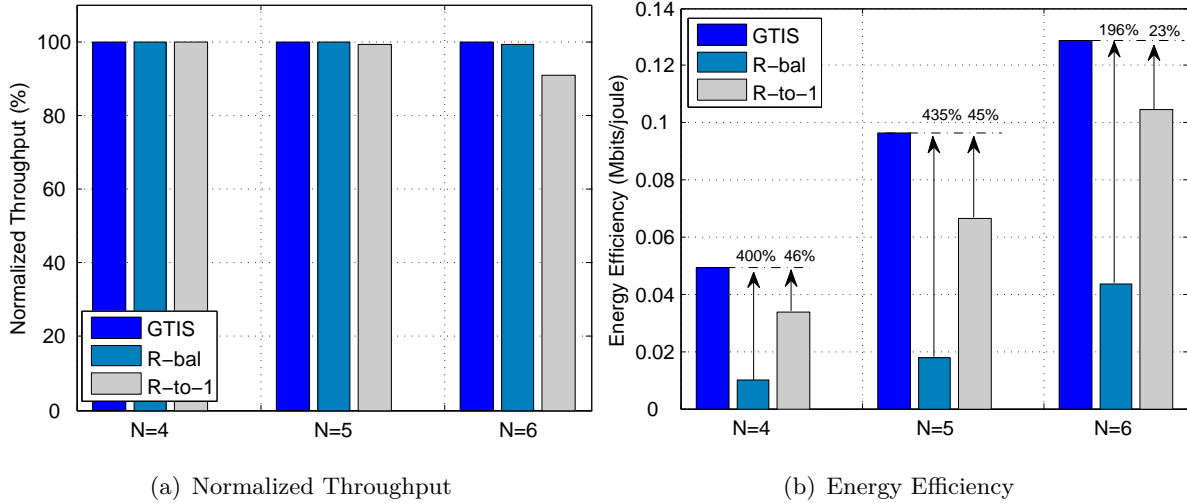 100
80
60
40
20
0
Normalized Throughput (%)
GTIS
R−bal
R−to−1
N=4 N=5 N=6
(a) Normalized Throughput
0.14
0.12
0.1
0.08
0.06
0.04
0.02
0
Energy Efficiency (Mbits/joule)
GTIS
R−bal
R−to−1
400% 46%
435% 45%
196% 23%
N=4 N=5 N=6
(b) Energy Efficiency